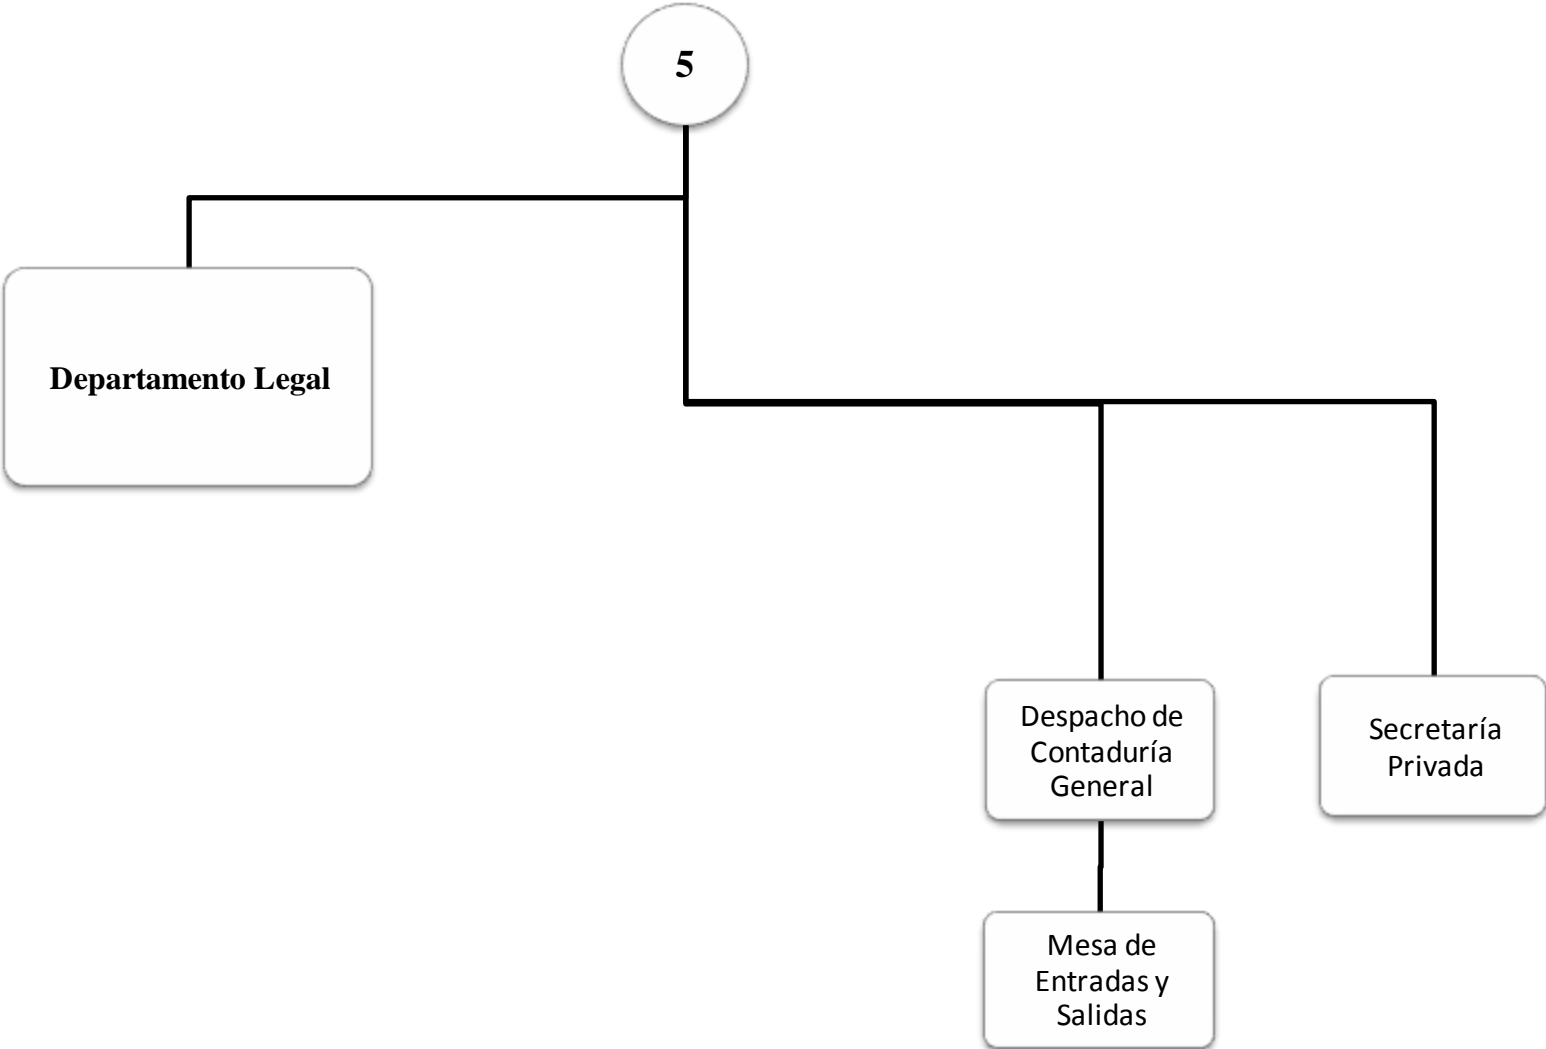 5
Departamento Legal
Despacho de
Contaduría
General
Secretaría
Privada
Mesa de
Entradas y
Salidas